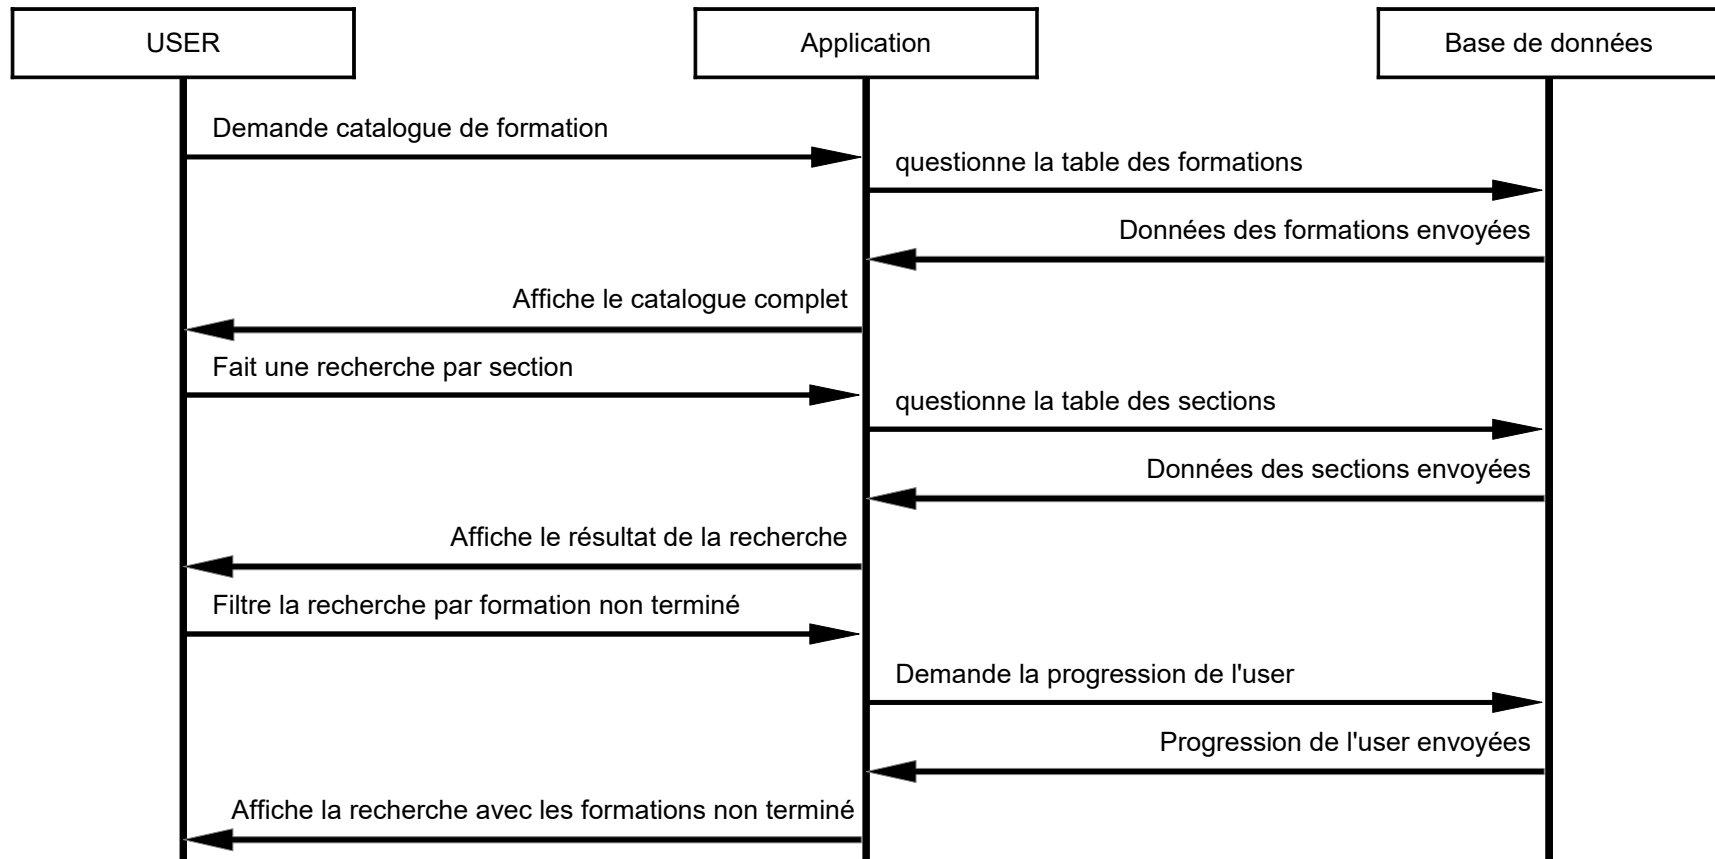 USER
Application
Base de données
Demande catalogue de formation
questionne la table des formations
Données des formations envoyées
Affiche le catalogue complet
Fait une recherche par section
questionne la table des sections
Données des sections envoyées
Affiche le résultat de la recherche
Filtre la recherche par formation non terminé
Demande la progression de l'user
Progression de l'user envoyées
Affiche la recherche avec les formations non terminé